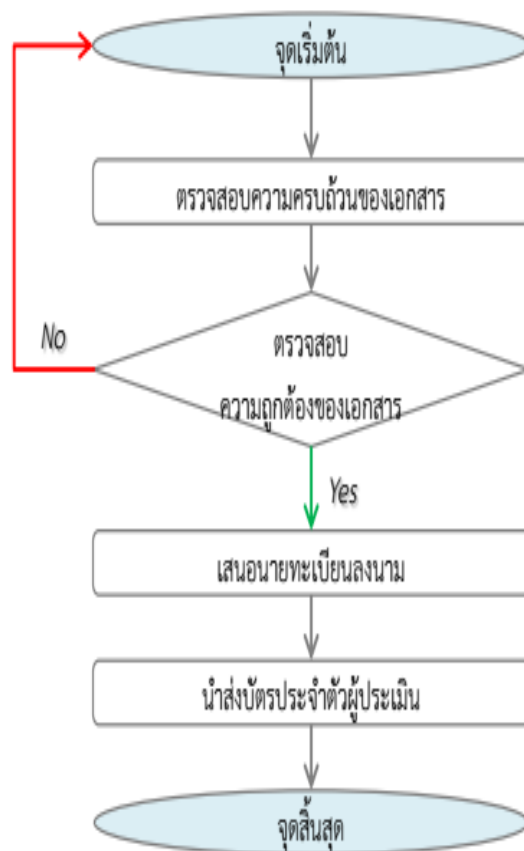 จุดเริ่มต้น
ตรวจสอบความครบถ้วนของเอกสาร
ตรวจสอบ
ความถูกต้องของเอกสาร
No
Yes
เสนอนายทะเบียนลงนาม
นำส่งบัตรประจำตัวผู้ประเมิน
จุดสิ้นสุด